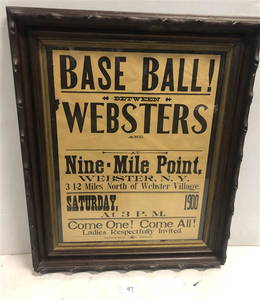 BASE BALL!
BETWEEN
WEBSTERS
AND
AT
Nine-Mile Point,
WEBSTER, N. Y.
3 1-2 Miles North of Webster Village,
SATURDAY, 1900
At 3 P. M.
Come One! Come All!
Ladies Respectfully Invited.